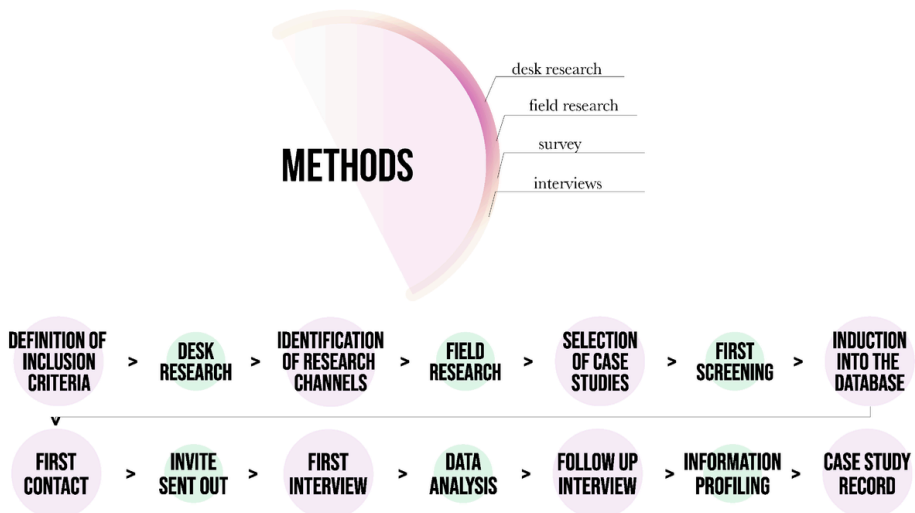 desk research
field research
survey
METHODS
interviews
DEFINITION OF
INCLUSION
CRITERIA
>
DESK
RESEARCH
>
IDENTIFICATION
OF RESEARCH
CHANNELS
>
FIELD
RESEARCH
>
SELECTION
OF CASE
STUDIES
>
FIRST
SCREENING
>
INDUCTION
INTO THE
DATABASE
FIRST
CONTACT
>
INVITE
SENT OUT
>
FIRST
INTERVIEW
>
DATA
ANALYSIS
>
FOLLOW UP
INTERVIEW
>
INFORMATION
PROFILING
>
CASE STUDY
RECORD